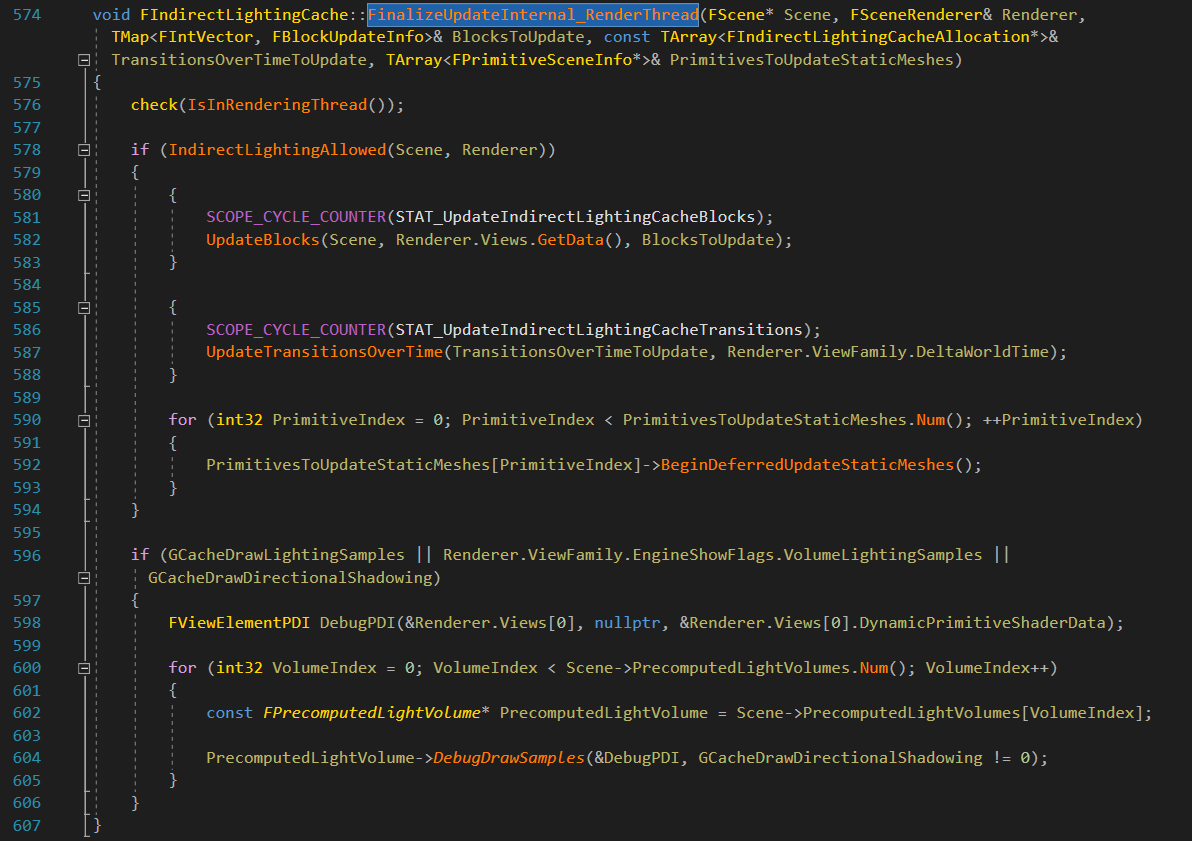 574 void FIndirectLightingCache::FinalizeUpdateInternal_RenderThread(FScene* Scene, FSceneRenderer& Renderer,
TMap<FIntVector, FBlockUpdateInfo>& BlocksToUpdate, const TArray<FIndirectLightingCacheAllocation*>&
TransitionsOverTimeToUpdate, TArray<FPrimitiveSceneInfo*>& PrimitivesToUpdateStaticMeshes)
575 {
576 check(IsInRenderingThread());
577
578 if (IndirectLightingAllowed(Scene, Renderer))
579 {
580 {
581 SCOPE_CYCLE_COUNTER(STAT_UpdateIndirectLightingCacheBlocks);
582 UpdateBlocks(Scene, Renderer.Views.GetData(), BlocksToUpdate);
583 }
584
585 {
586 SCOPE_CYCLE_COUNTER(STAT_UpdateIndirectLightingCacheTransitions);
587 UpdateTransitionsOverTime(TransitionsOverTimeToUpdate, Renderer.ViewFamily.DeltaWorldTime);
588 }
589
590 for (int32 PrimitiveIndex = 0; PrimitiveIndex < PrimitivesToUpdateStaticMeshes.Num(); ++PrimitiveIndex)
591 {
592 PrimitivesToUpdateStaticMeshes[PrimitiveIndex]->BeginDeferredUpdateStaticMeshes();
593 }
594 }
595
596 if (GCacheDrawLightingSamples || Renderer.ViewFamily.EngineShowFlags.VolumeLightingSamples ||
GCacheDrawDirectionalShadowing)
597 {
598 FViewElementPDI DebugPDI(&Renderer.Views[0], nullptr, &Renderer.Views[0].DynamicPrimitiveShaderData);
599
600 for (int32 VolumeIndex = 0; VolumeIndex < Scene->PrecomputedLightVolumes.Num(); VolumeIndex++)
601 {
602 const FPrecomputedLightVolume* PrecomputedLightVolume = Scene->PrecomputedLightVolumes[VolumeIndex];
603
604 PrecomputedLightVolume->DebugDrawSamples(&DebugPDI, GCacheDrawDirectionalShadowing != 0);
605 }
606 }
607 }